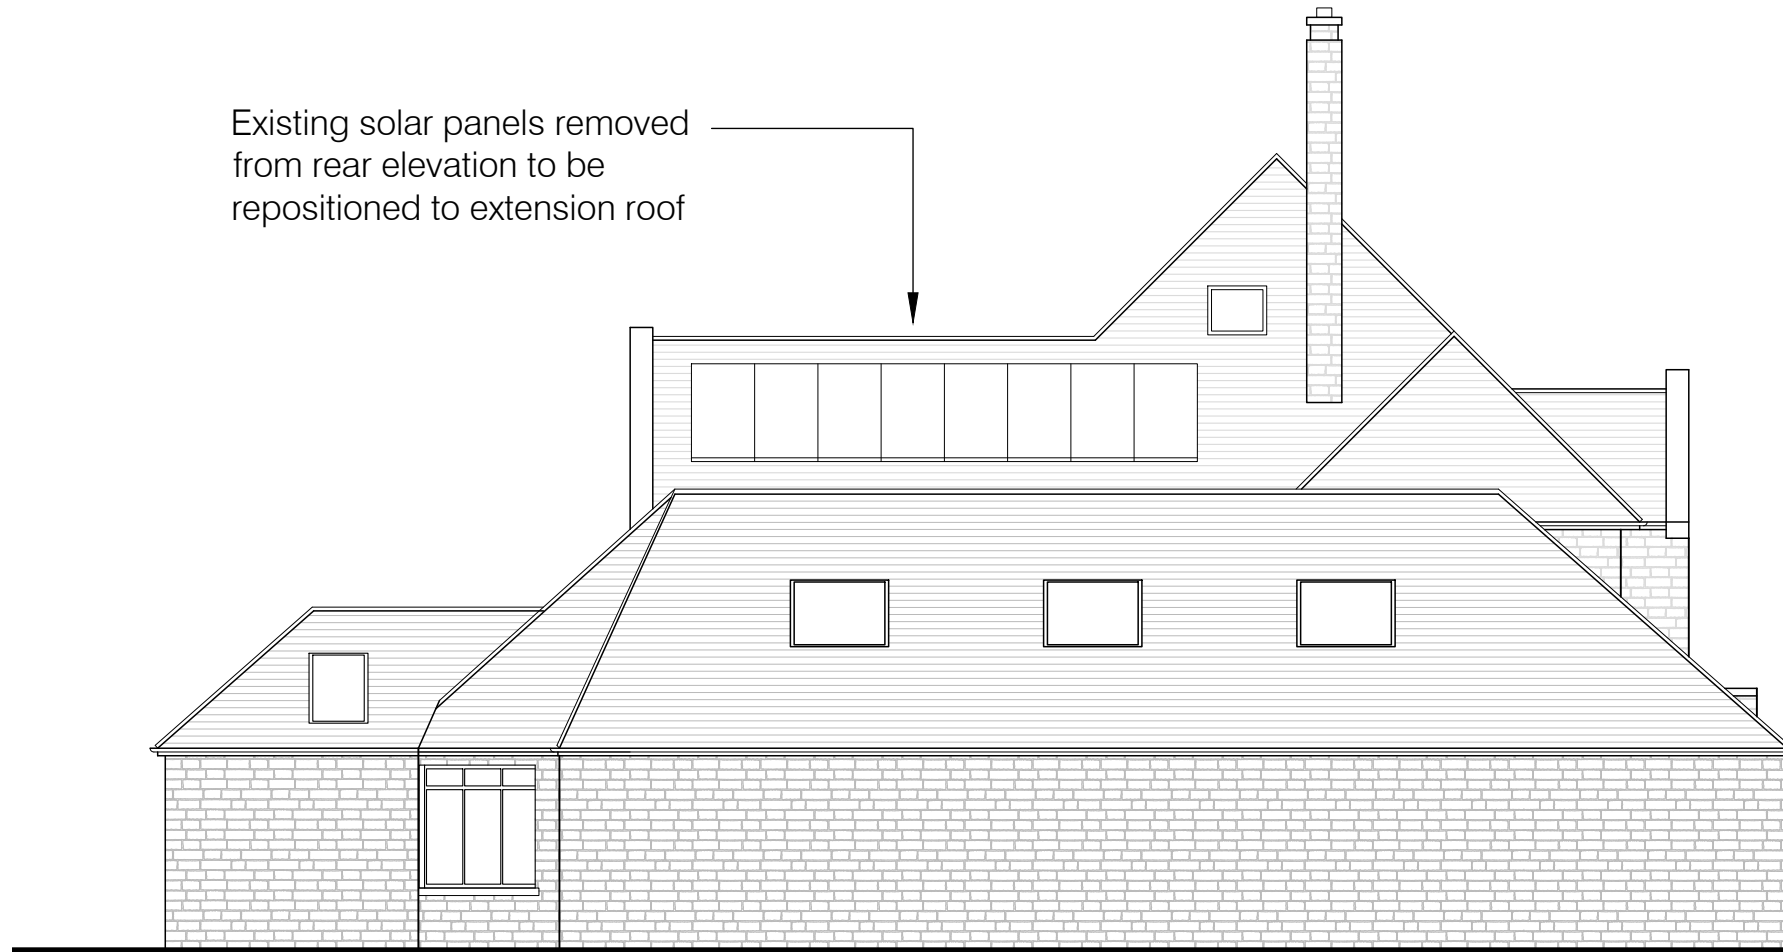 Existing solar panels removed
from rear elevation to be
repositioned to extension roof